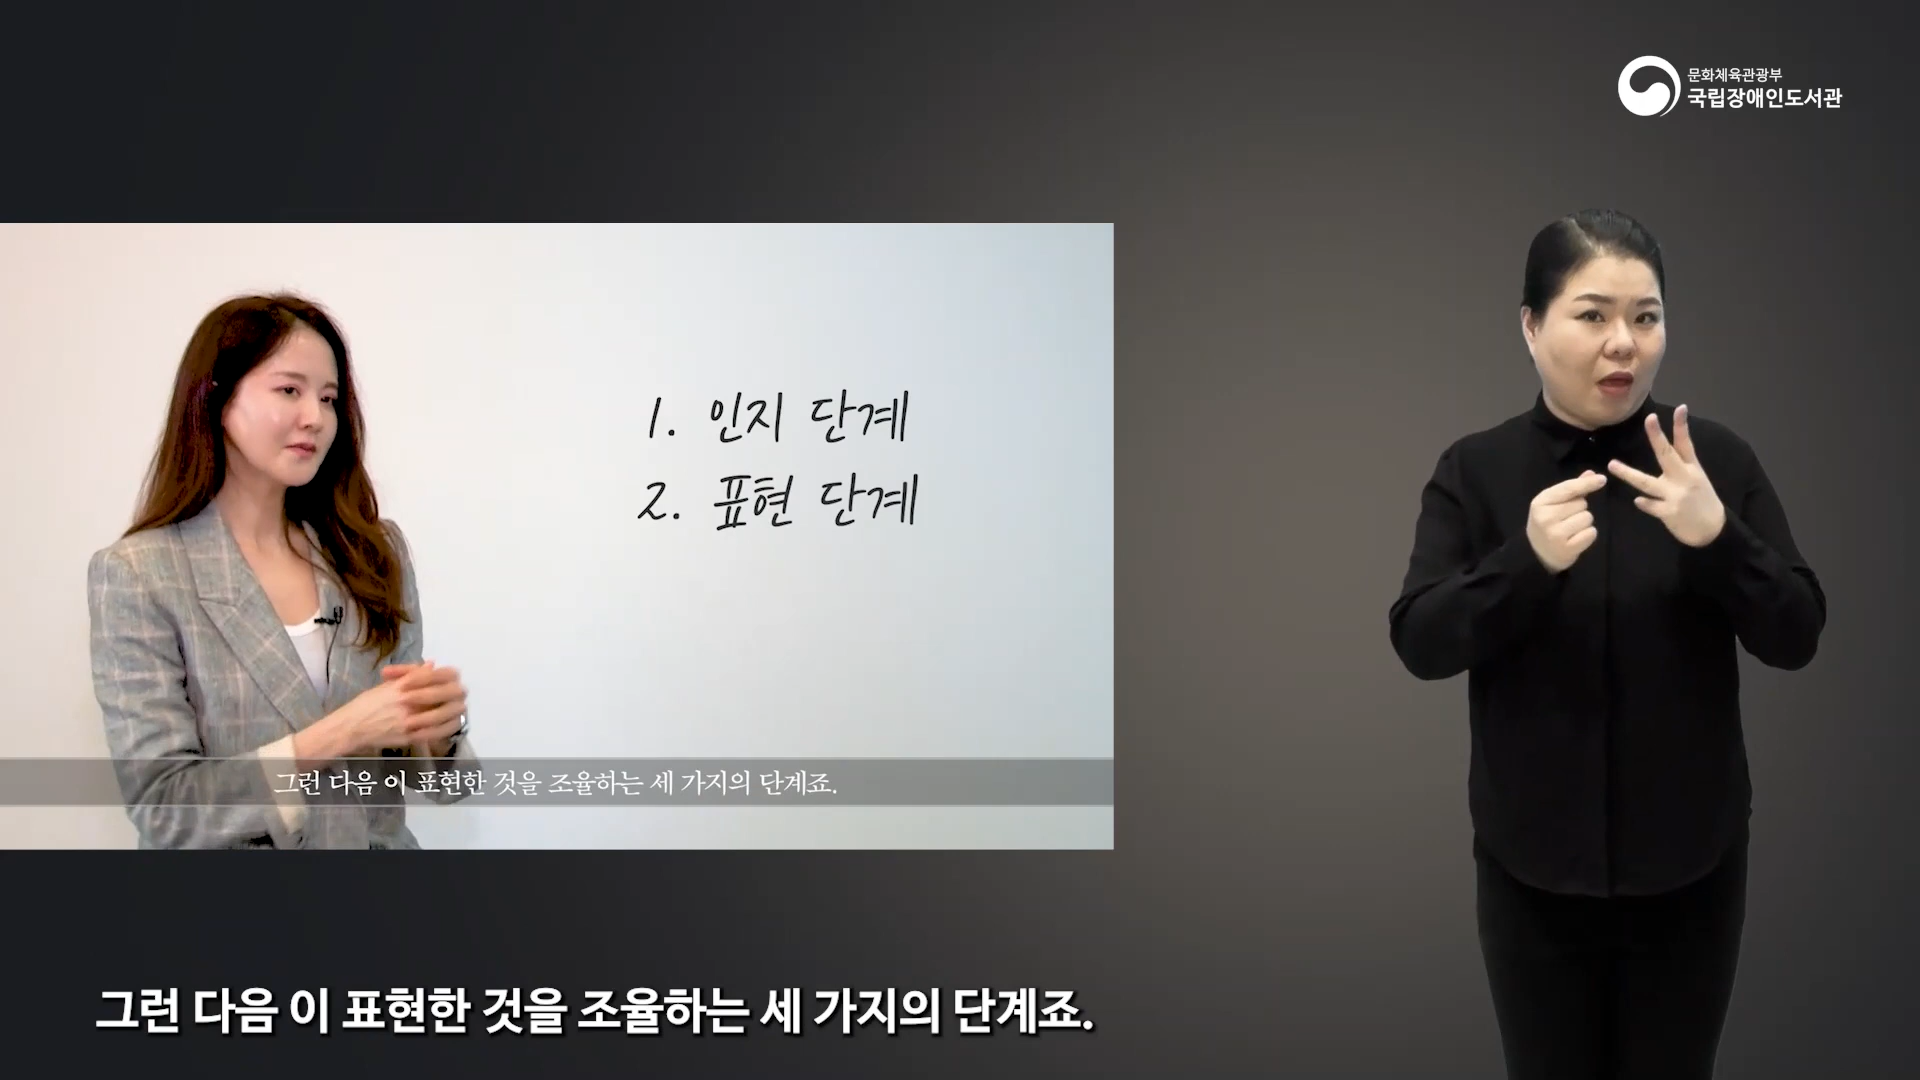 문화체육관광부
국립장애인도서관
1. 인지 단계
2. 표현 단계
그런 다음 이 표현한 것을 조율하는 세 가지의 단계죠.
그런 다음 이 표현한 것을 조율하는 세 가지의 단계죠.